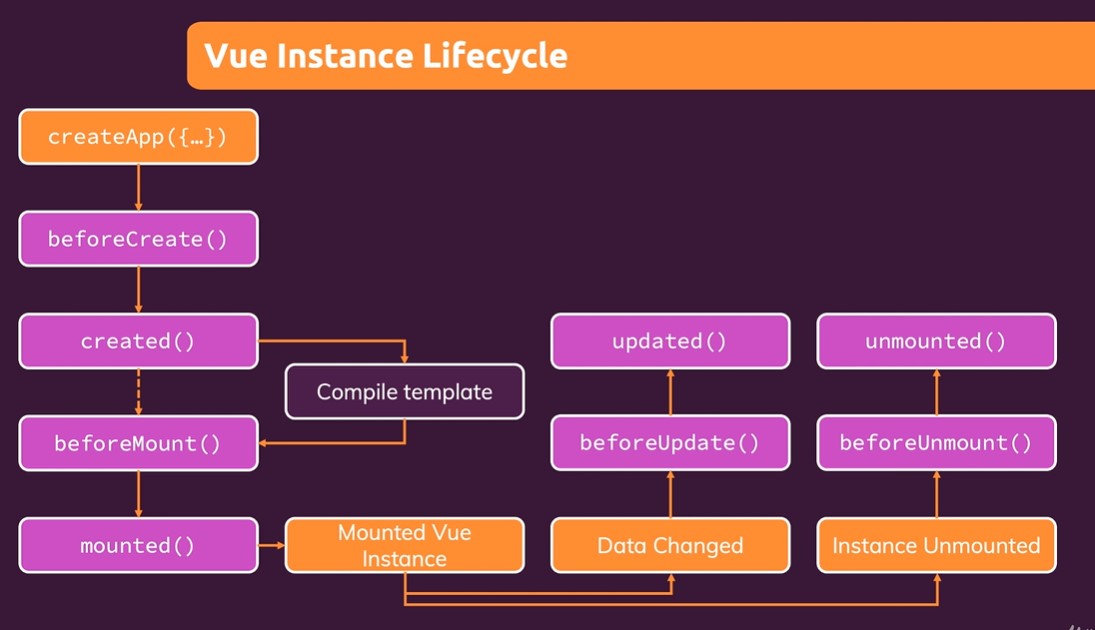 Vue Instance Lifecycle
createApp({…})
beforeCreate()
created()
Compile template
beforeMount()
mounted()
Mounted Vue
Instance
updated()
beforeUpdate()
Data Changed
unmounted()
beforeUnmount()
Instance Unmounted